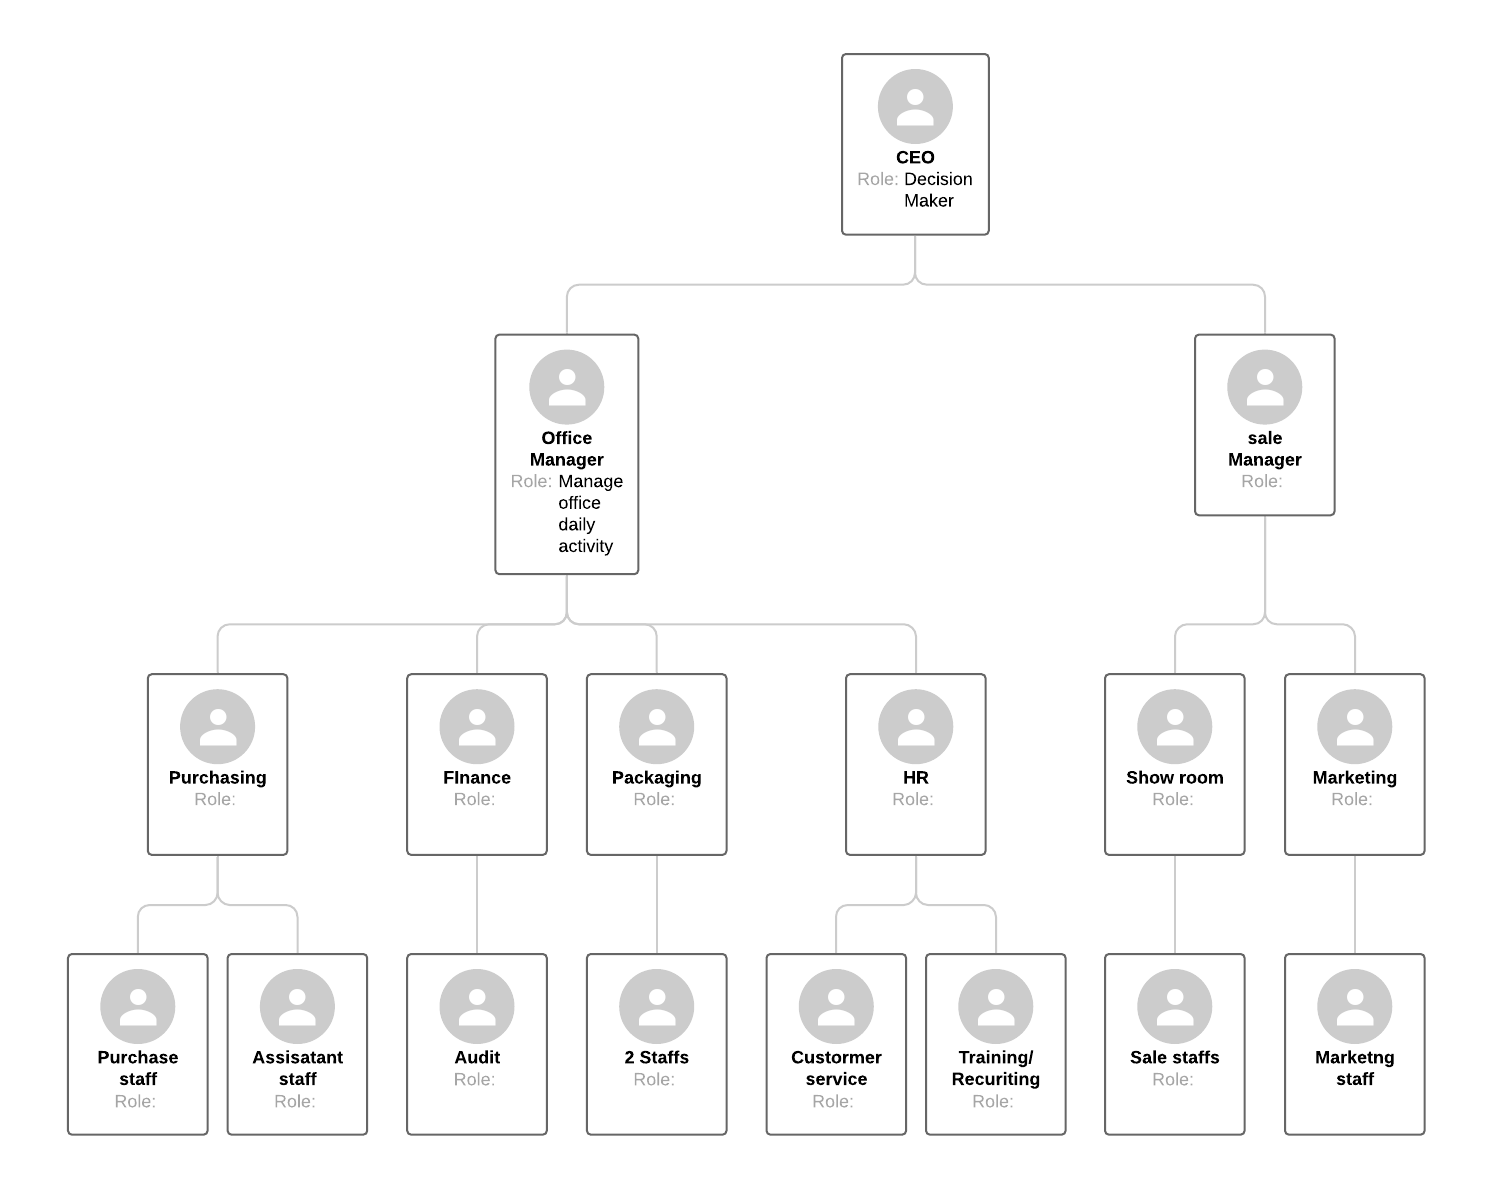 CEO
Role: Decision
Maker
Office
Manager
Role: Manage
office
daily
activity
sale
Manager
Role:
Purchasing
Role:
FInance
Role:
Packaging
Role:
HR
Role:
Show room
Role:
Marketing
Role:
Purchase
staff
Role:
Assisatant
staff
Role:
Audit
Role:
2 Staffs
Role:
Custormer
service
Role:
Training/
Recuriting
Role:
Sale staffs
Role:
Marketng
staff